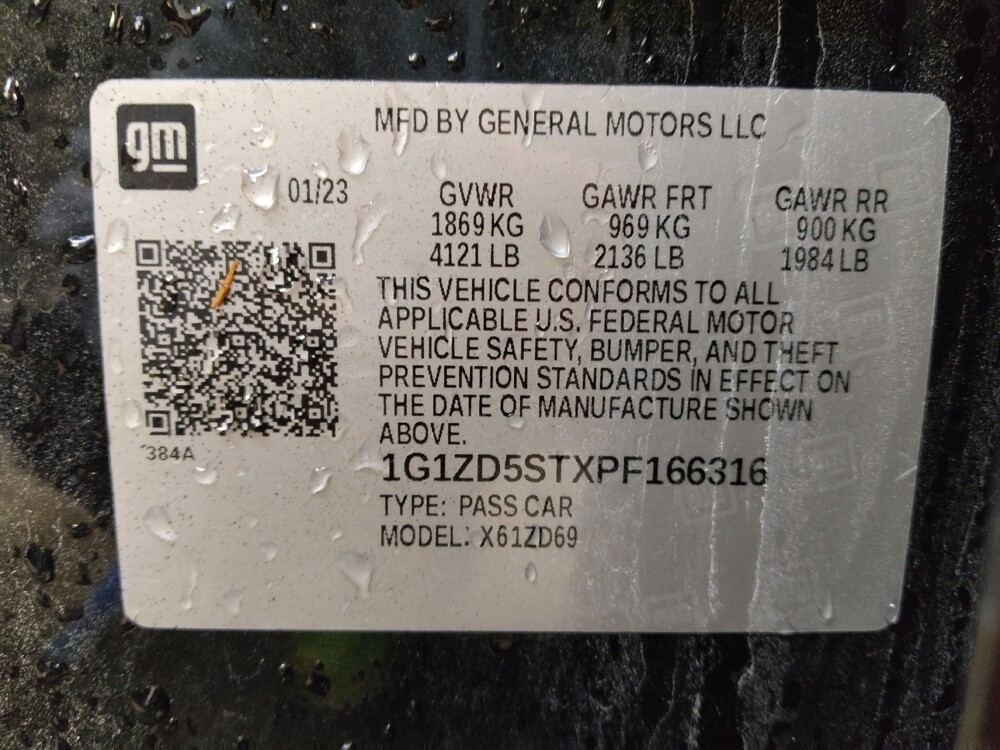 gm
MFD BY GENERAL MOTORS LLC
01/23
GVWR GAWR FRT GAWR RR
1869 KG 969 KG 900 KG
4121 LB 2136 LB 1984 LB
THIS VEHICLE CONFORMS TO ALL
APPLICABLE U.S. FEDERAL MOTOR
VEHICLE SAFETY, BUMPER, AND THEFT
PREVENTION STANDARDS IN EFFECT ON
THE DATE OF MANUFACTURE SHOWN
ABOVE.
384A
1G1ZD5STXPF166316
TYPE: PASS CAR
MODEL: X61ZD69